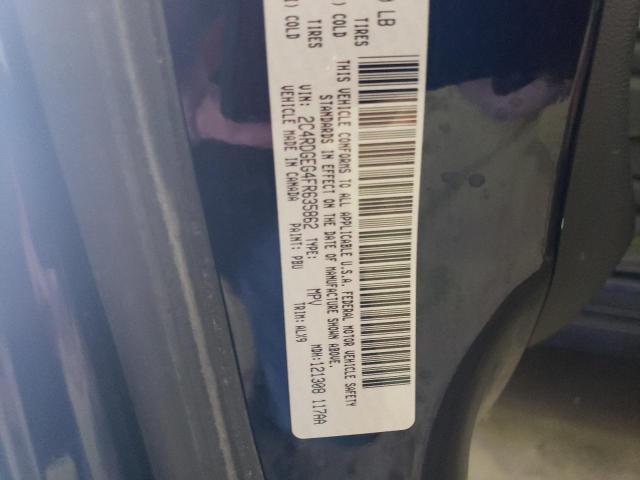 ) LB
TIRES
) COLD
TIRES
) COLD
THIS VEHICLE CONFORMS TO ALL APPLICABLE U.S.A. FEDERAL MOTOR VEHICLE SAFETY
STANDARDS IN EFFECT ON THE DATE OF MANUFACTURE SHOWN ABOVE.
VIN: 2C4RDGEG4FR635862 TYPE: MPV MDH:121308 117AA
VEHICLE MADE IN CANADA PAINT: PBU TRIM: ALX9